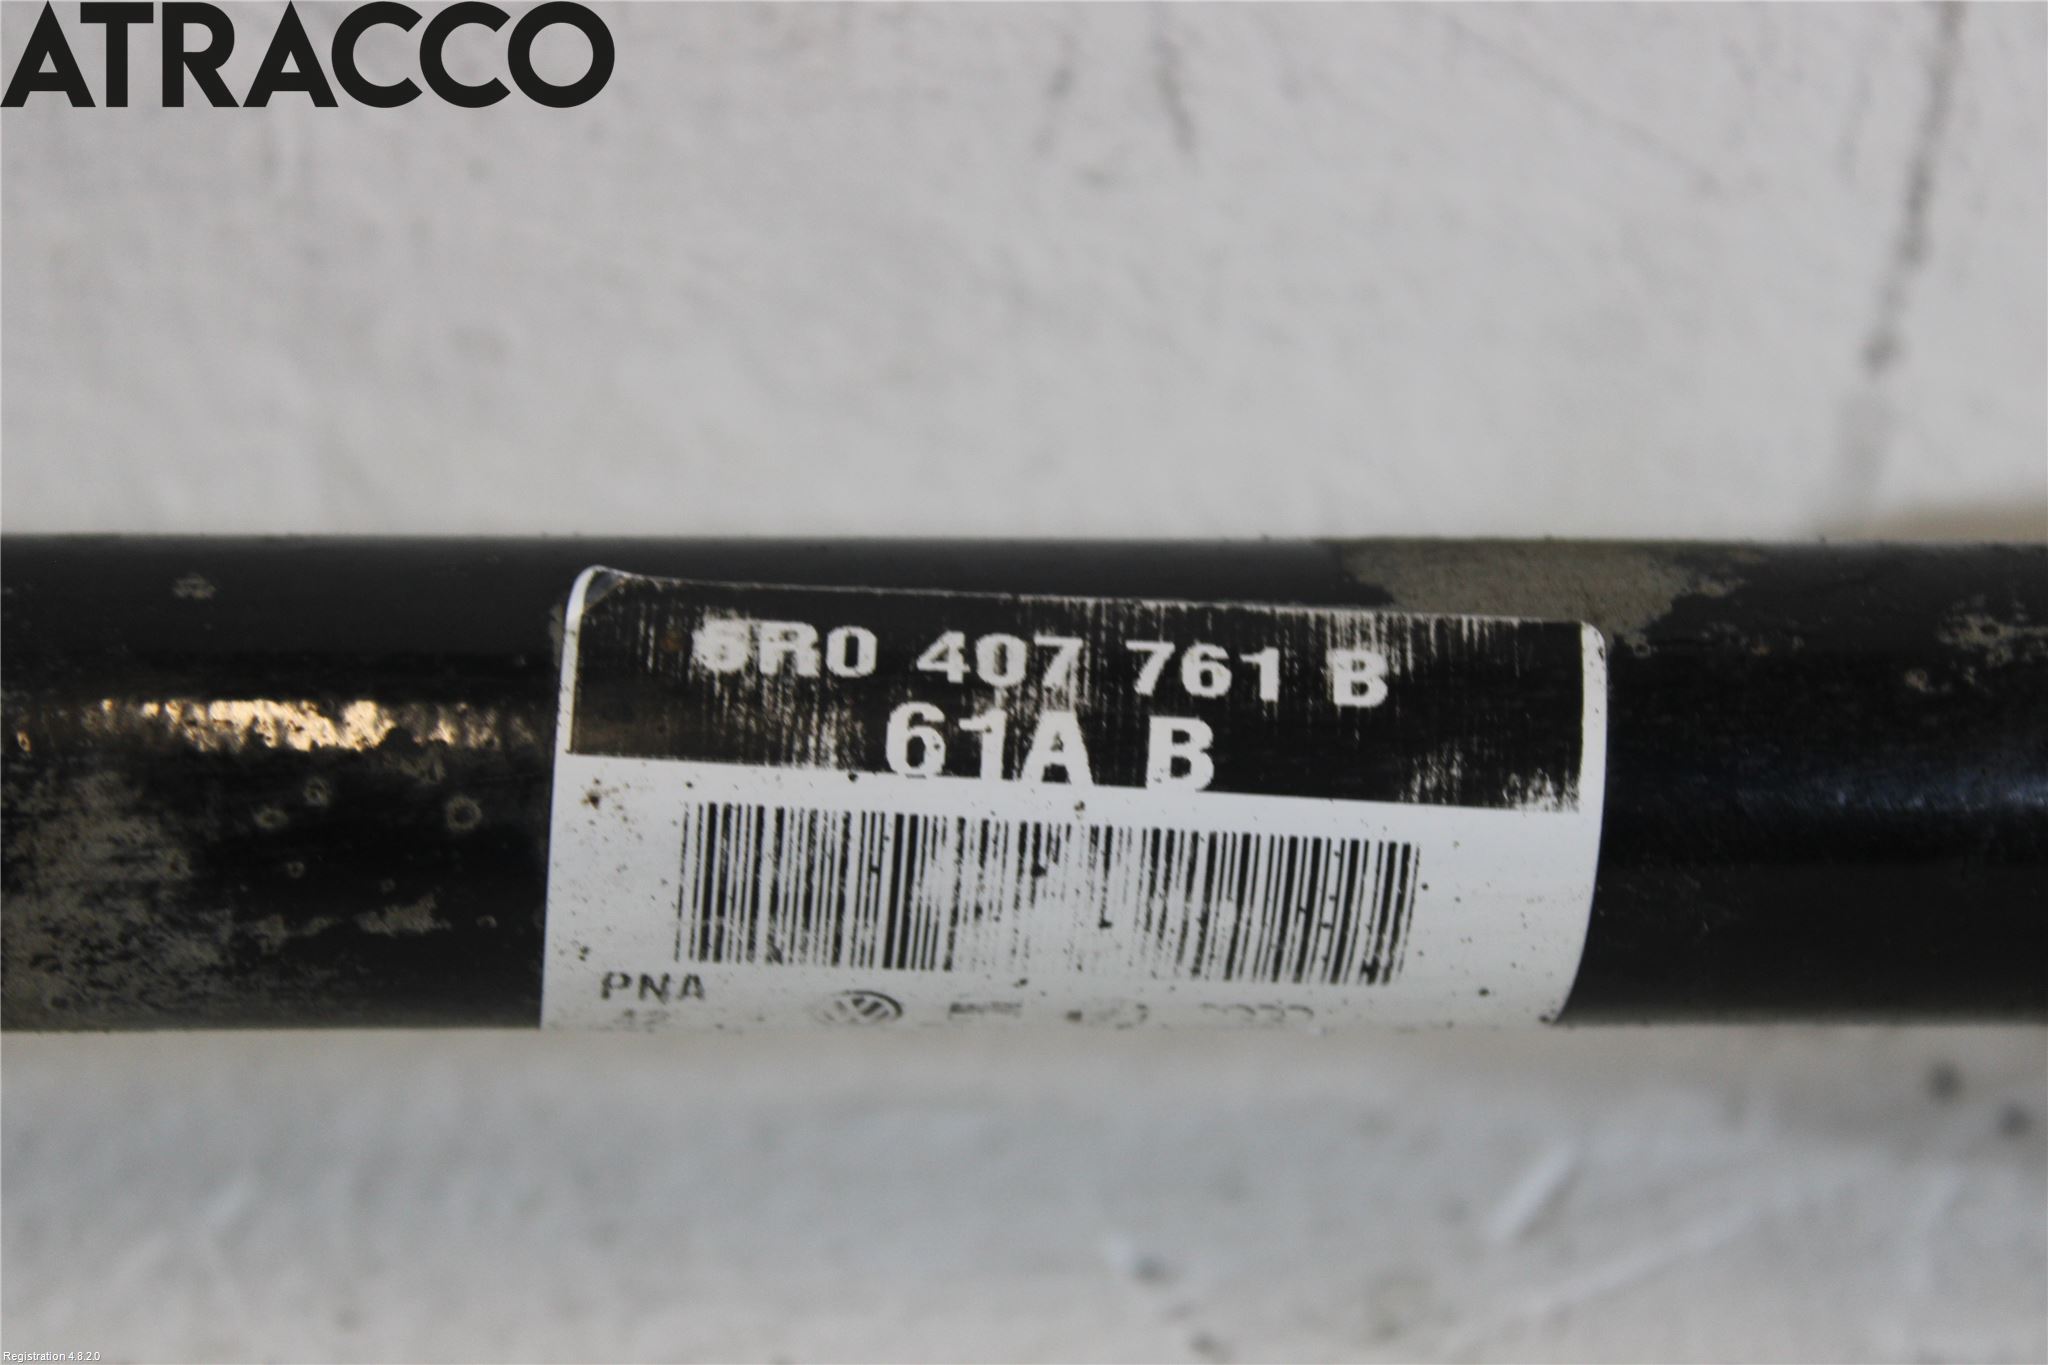 ATRACCO
6R0 407 761 B
61A B
PNA
Registration 4.8.2.0